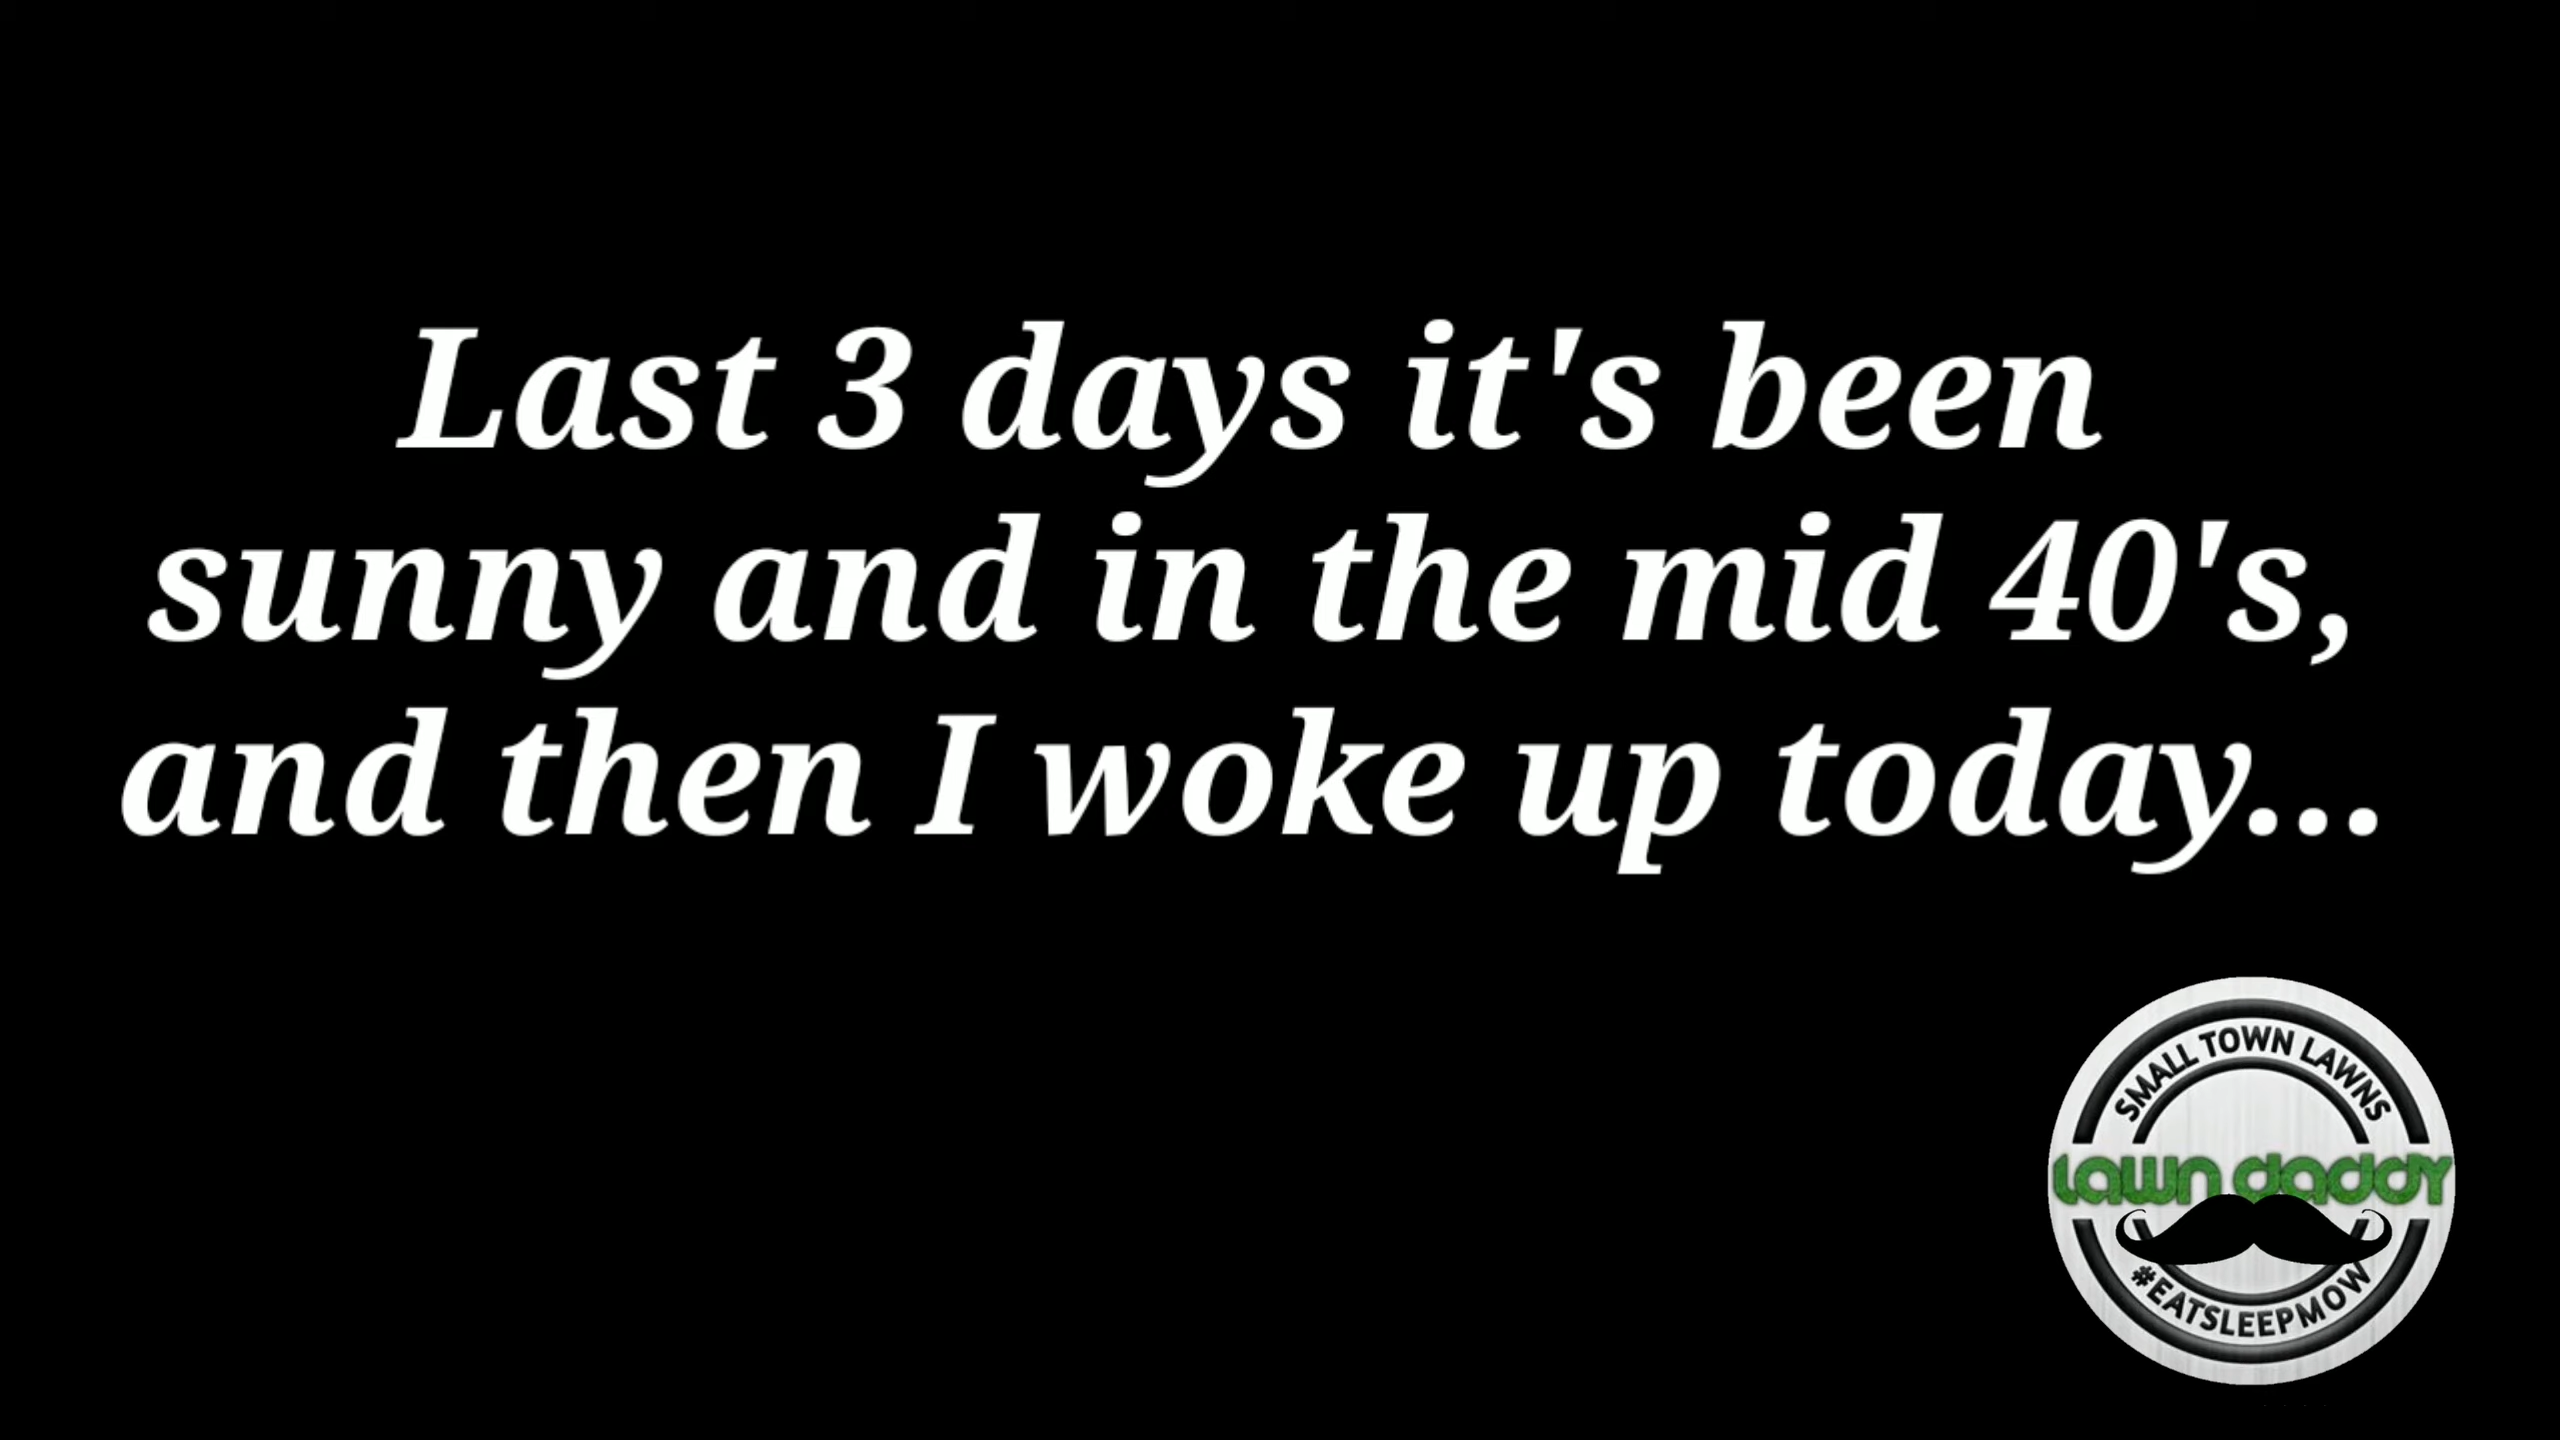 Last 3 days it's been
sunny and in the mid 40's,
and then I woke up today...
SMALL TOWN LAWNS
Lawn daddy
#EATSLEEPMOW